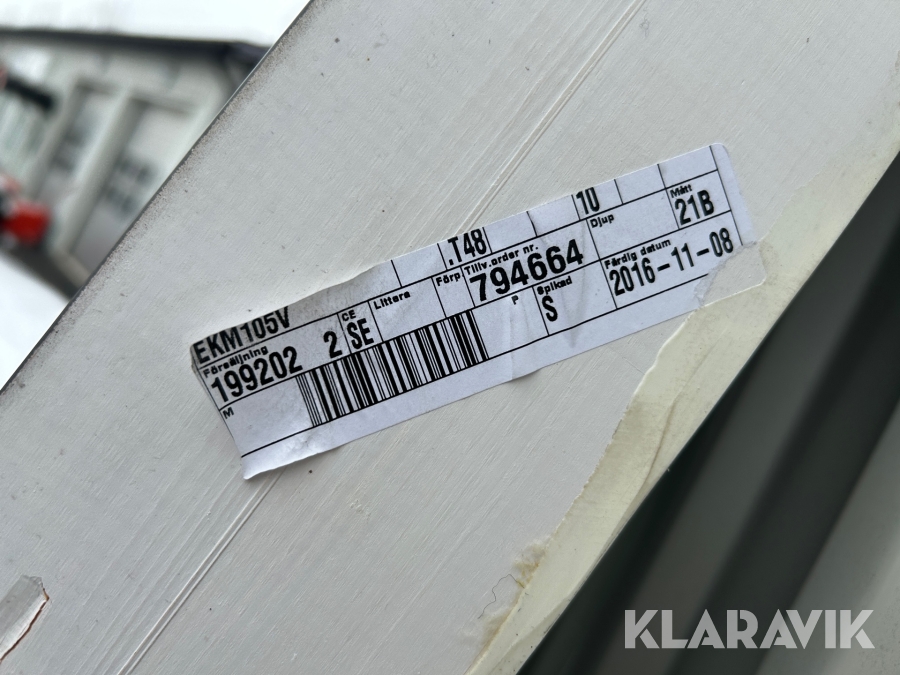 .T48 10
EKM105V
Försäljning CE Littera Förp Tillv.order nr. Djup Mått
199202 2 SE 794664 21B
M P Spikad Färdig datum
S 2016-11-08
KLARAVIK